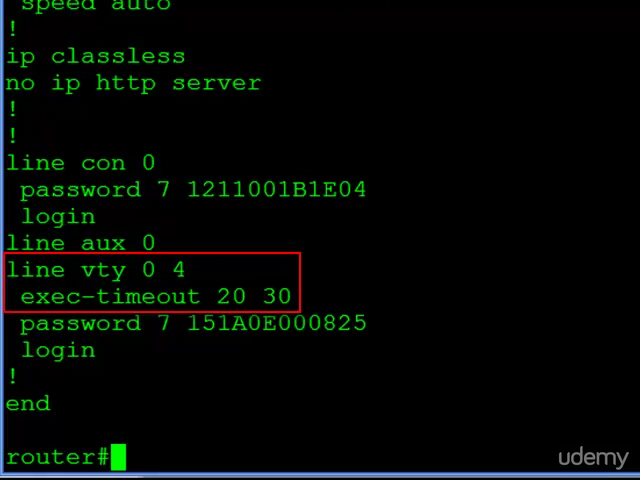 speed auto
!
ip classless
no ip http server
!
!
line con 0
password 7 1211001B1E04
login
line aux 0
line vty 0 4
exec-timeout 20 30
password 7 151A0E000825
login
!
end
router#
udemy